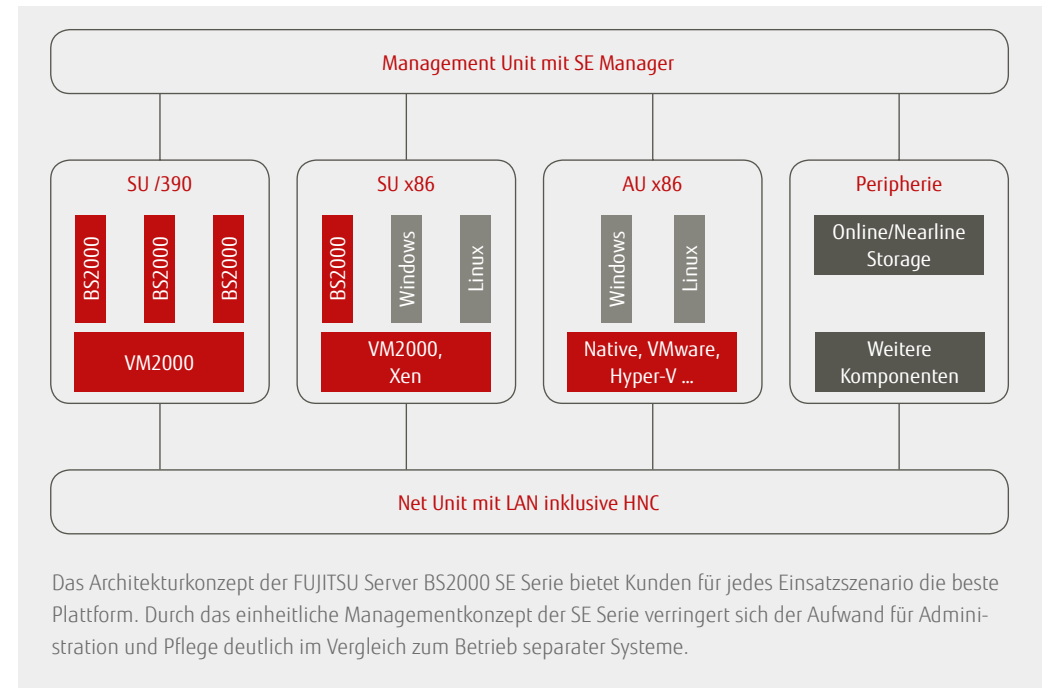 Management Unit mit SE Manager
SU /390
BS2000
BS2000
BS2000
VM2000
SU x86
BS2000
Windows
Linux
VM2000,
Xen
AU x86
Windows
Linux
Native, VMware,
Hyper-V ...
Peripherie
Online/Nearline
Storage
Weitere
Komponenten
Net Unit mit LAN inklusive HNC
Das Architekturkonzept der FUJITSU Server BS2000 SE Serie bietet Kunden für jedes Einsatzszenario die beste
Plattform. Durch das einheitliche Managementkonzept der SE Serie verringert sich der Aufwand für Admini-
stration und Pflege deutlich im Vergleich zum Betrieb separater Systeme.